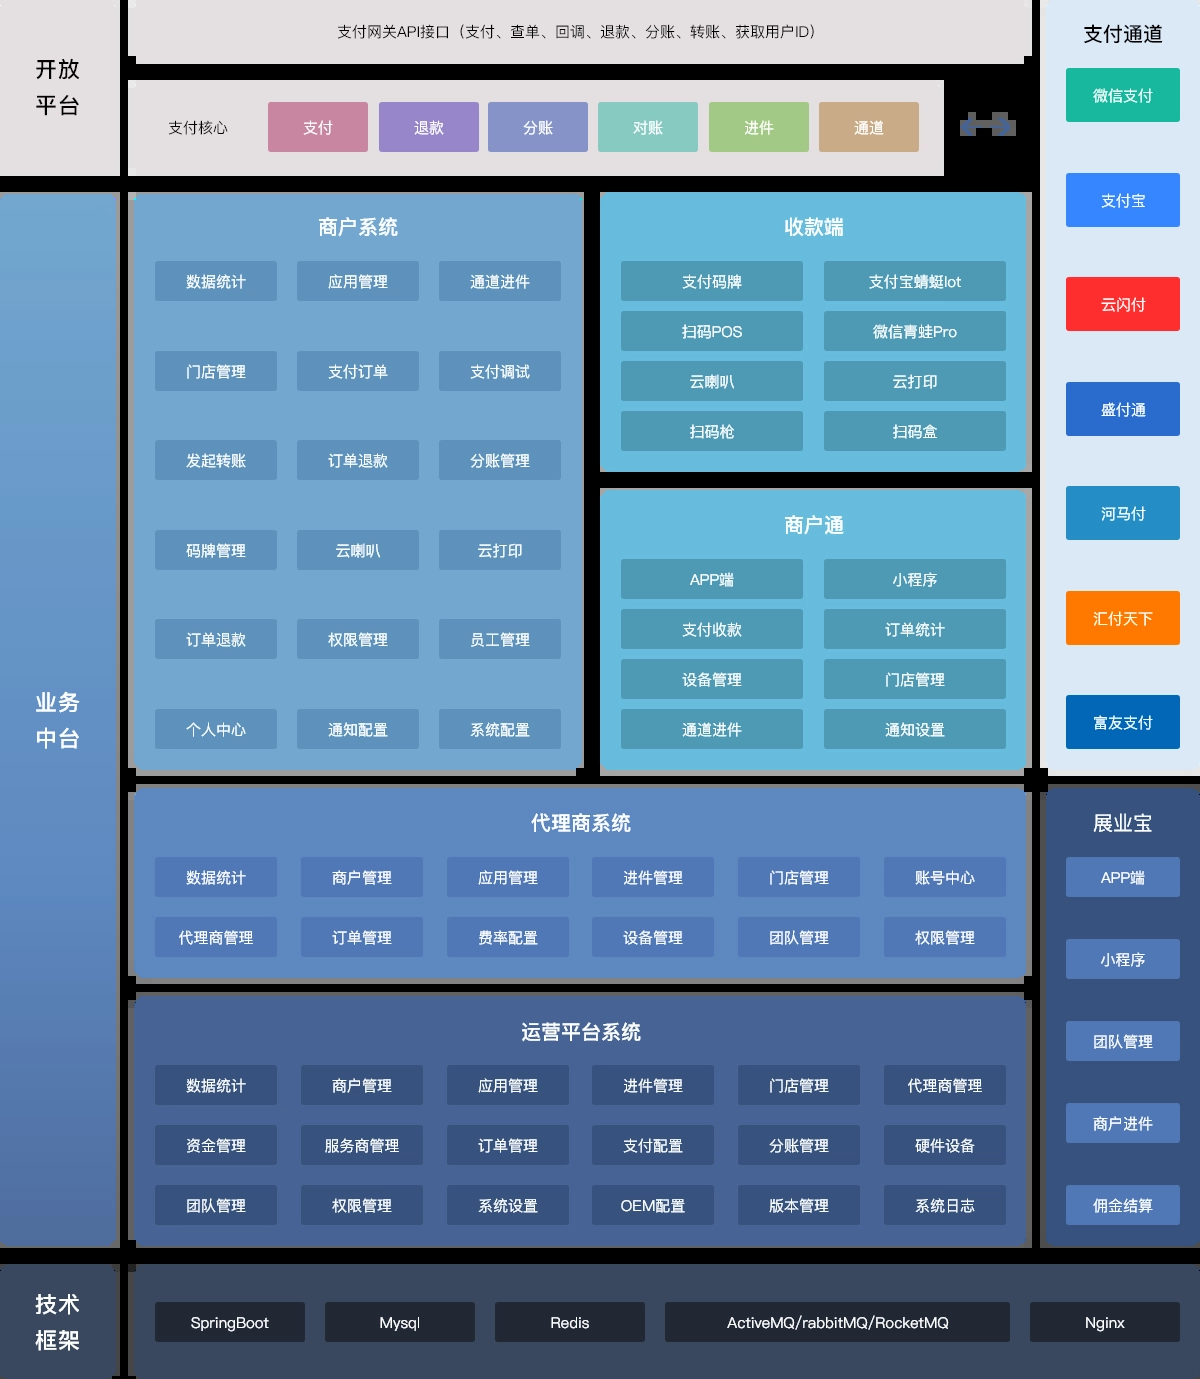 开放
平台
支付网关API接口（支付、查单、回调、退款、分账、转账、获取用户ID）
支付核心
支付
退款
分账
对账
进件
通道
支付通道
微信支付
支付宝
云闪付
盛付通
河马付
汇付天下
富友支付
业务
中台
商户系统
数据统计
应用管理
通道进件
门店管理
支付订单
支付调试
发起转账
订单退款
分账管理
码牌管理
云喇叭
云打印
订单退款
权限管理
员工管理
个人中心
通知配置
系统配置
收款端
支付码牌
支付宝蜻蜓Iot
扫码POS
微信青蛙Pro
云喇叭
云打印
扫码枪
扫码盒
商户通
APP端
小程序
支付收款
订单统计
设备管理
门店管理
通道进件
通知设置
代理商系统
数据统计
商户管理
应用管理
进件管理
门店管理
账号中心
代理商管理
订单管理
费率配置
设备管理
团队管理
权限管理
展业宝
APP端
小程序
团队管理
商户进件
佣金结算
运营平台系统
数据统计
商户管理
应用管理
进件管理
门店管理
代理商管理
资金管理
服务商管理
订单管理
支付配置
分账管理
硬件设备
团队管理
权限管理
系统设置
OEM配置
版本管理
系统日志
技术
框架
SpringBoot
Mysql
Redis
ActiveMQ/rabbitMQ/RocketMQ
Nginx